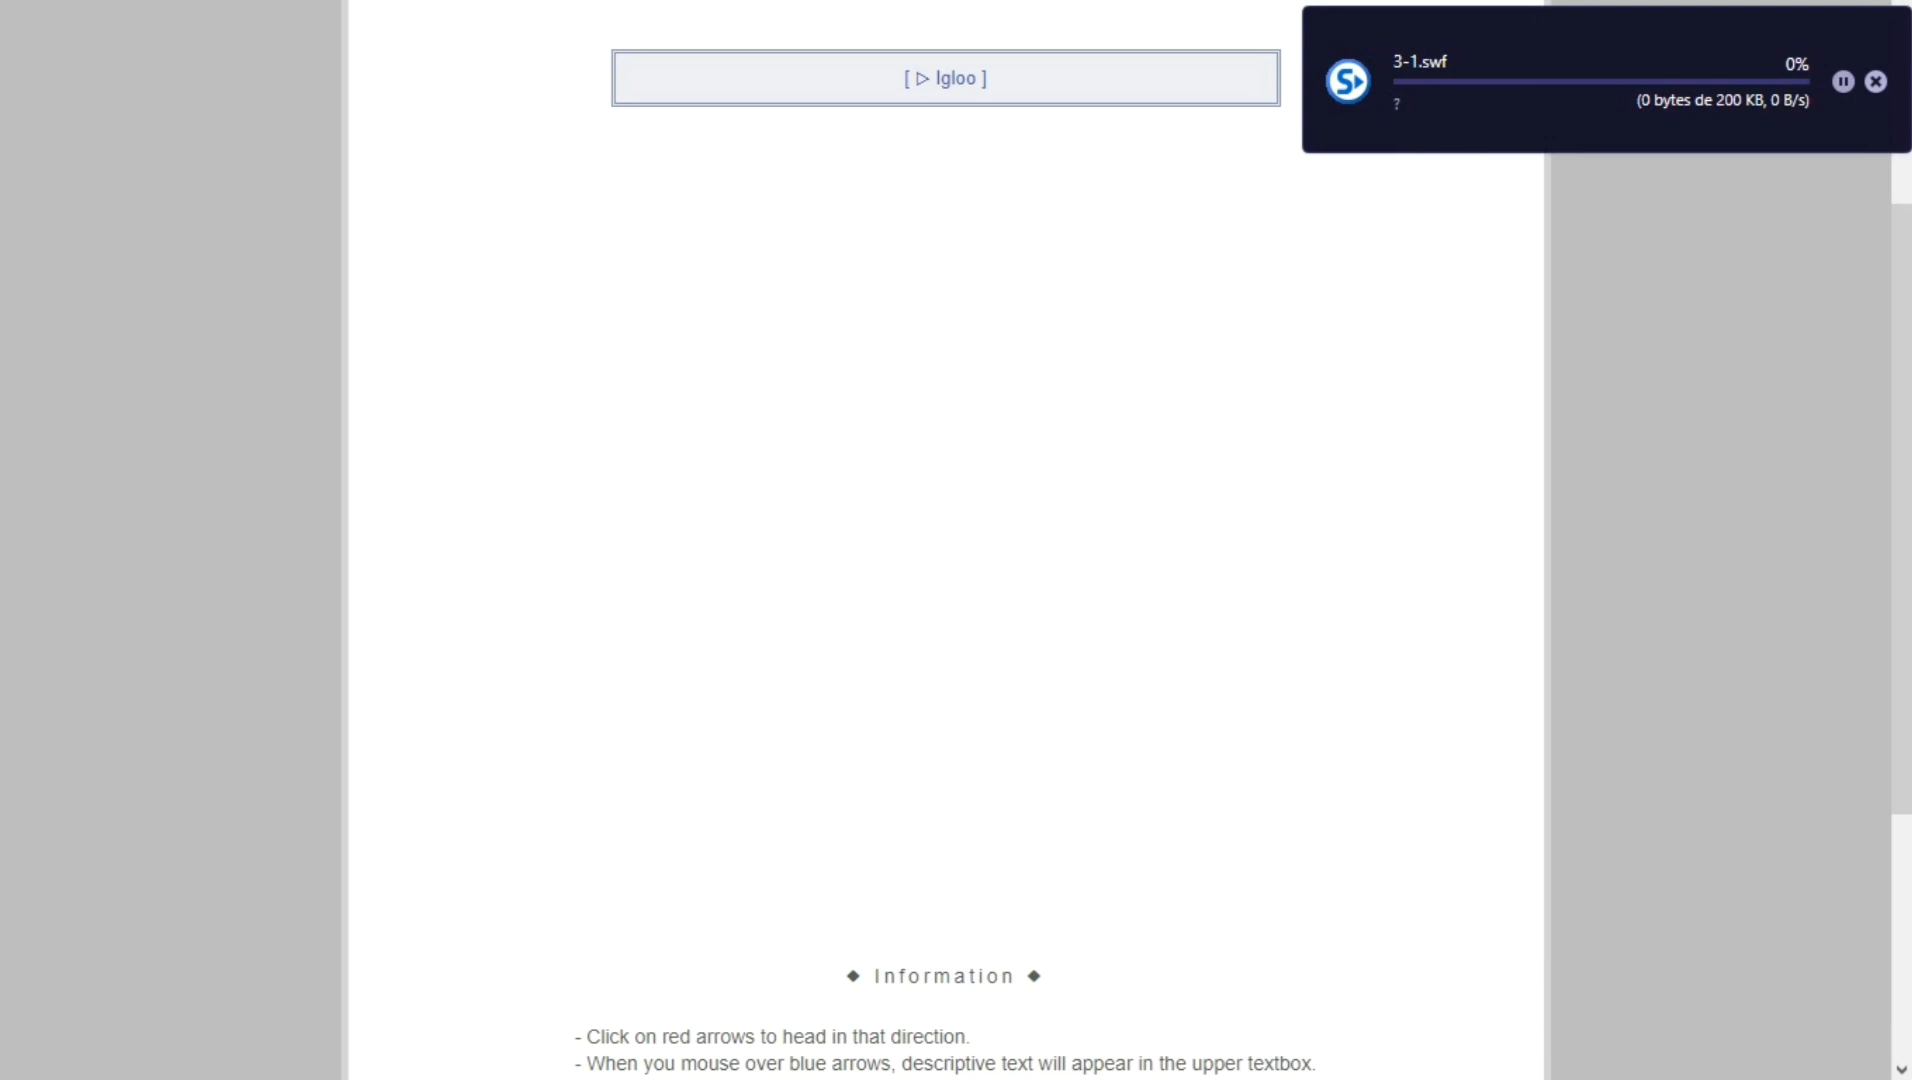 [ ▷ Igloo ]
3-1.swf
0%
?
(0 bytes de 200 KB, 0 B/s)
◆ Information ◆
- Click on red arrows to head in that direction.
- When you mouse over blue arrows, descriptive text will appear in the upper textbox.